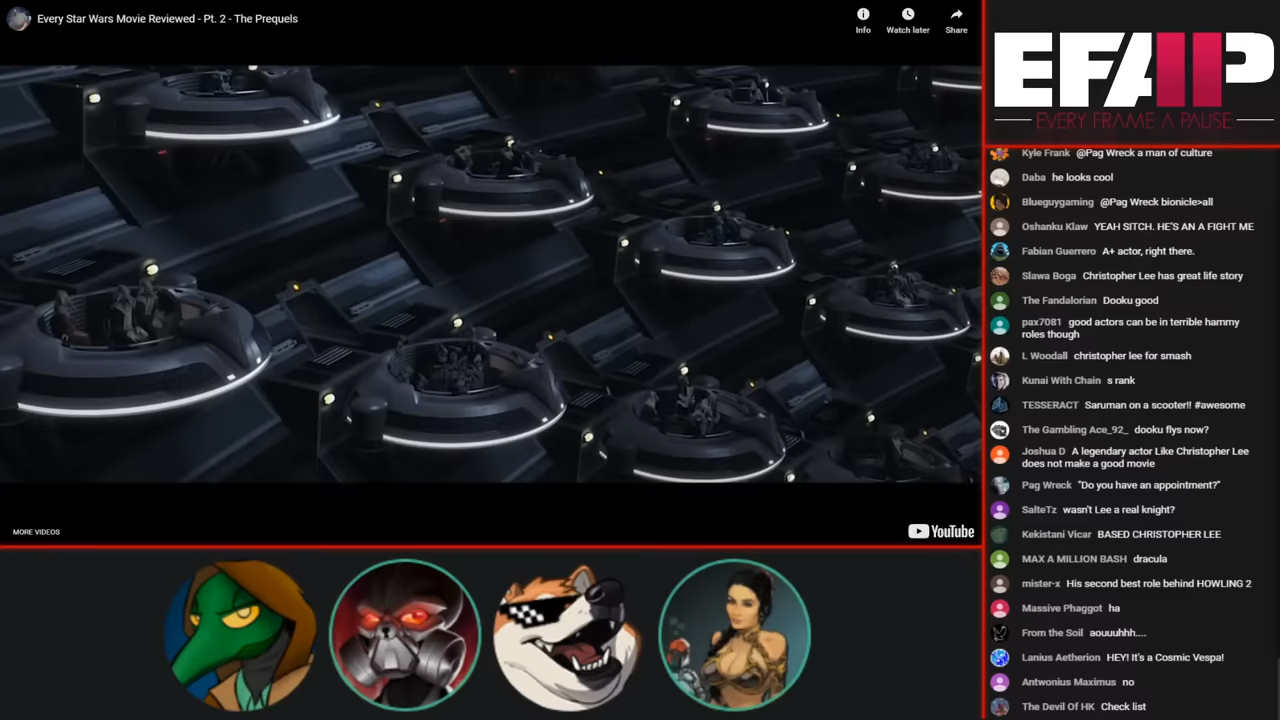 Every Star Wars Movie Reviewed - Pt. 2 - The Prequels
Info
Watch later
Share
MORE VIDEOS
YouTube
EFAP
EVERY FRAME A PAUSE
Kyle Frank @Pag Wreck a man of culture
Daba he looks cool
Blueguygaming @Pag Wreck bionicle>all
Oshanku Klaw YEAH SITCH. HE'S AN A FIGHT ME
Fabian Guerrero A+ actor, right there.
Slawa Boga Christopher Lee has great life story
The Fandalorian Dooku good
pax7081 good actors can be in terrible hammy
roles though
L Woodall christopher lee for smash
Kunai With Chain s rank
TESSERACT Saruman on a scooter!! #awesome
The Gambling Ace_92_ dooku flys now?
Joshua D A legendary actor Like Christopher Lee
does not make a good movie
Pag Wreck "Do you have an appointment?"
SalteTz wasn't Lee a real knight?
Kekistani Vicar BASED CHRISTOPHER LEE
MAX A MILLION BASH dracula
mister-x His second best role behind HOWLING 2
Massive Phaggot ha
From the Soil aouuuhhh....
Lanius Aetherion HEY! It's a Cosmic Vespa!
Antwonius Maximus no
The Devil Of HK Check list